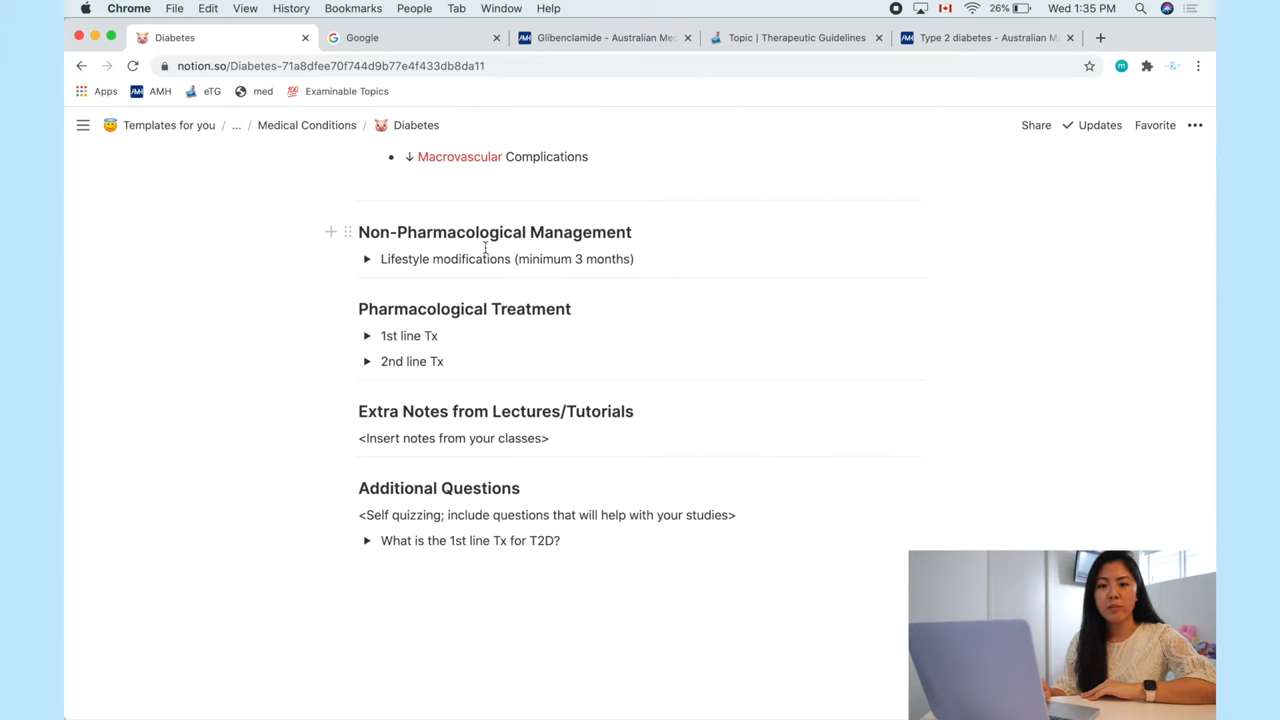 Chrome File Edit View History Bookmarks People Tab Window Help 26% Wed 1:35 PM
Diabetes Google Glibenclamide - Australian Med Topic | Therapeutic Guidelines Type 2 diabetes - Australian M
notion.so/Diabetes-71a8dfee70f744d9b77e4f433db8da11
Apps AMH eTG med Examinable Topics
Templates for you / ... / Medical Conditions / Diabetes Share Updates Favorite
↓ Macrovascular Complications
Non-Pharmacological Management
Lifestyle modifications (minimum 3 months)
Pharmacological Treatment
1st line Tx
2nd line Tx
Extra Notes from Lectures/Tutorials
<Insert notes from your classes>
Additional Questions
<Self quizzing; include questions that will help with your studies>
What is the 1st line Tx for T2D?